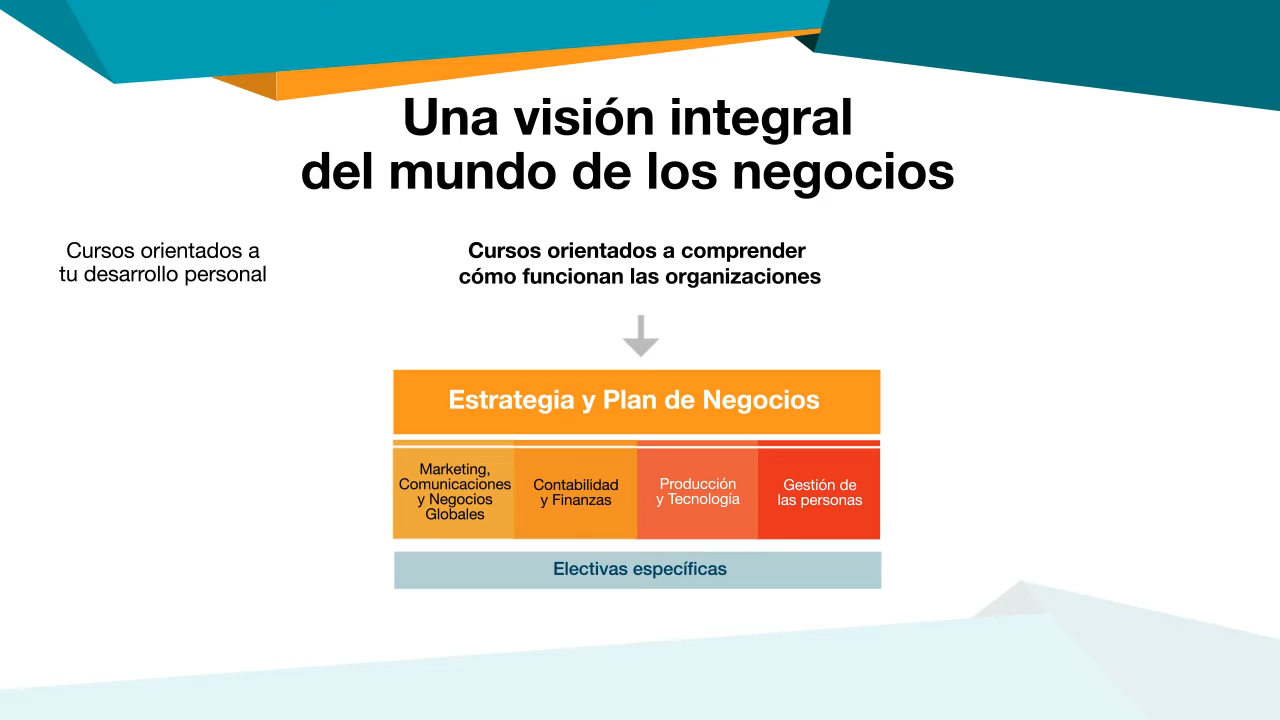 Una visión integral
del mundo de los negocios
Cursos orientados a
tu desarrollo personal
Cursos orientados a comprender
cómo funcionan las organizaciones
Estrategia y Plan de Negocios
Marketing,
Comunicaciones
y Negocios
Globales
Contabilidad
y Finanzas
Producción
y Tecnología
Gestión de
las personas
Electivas específicas